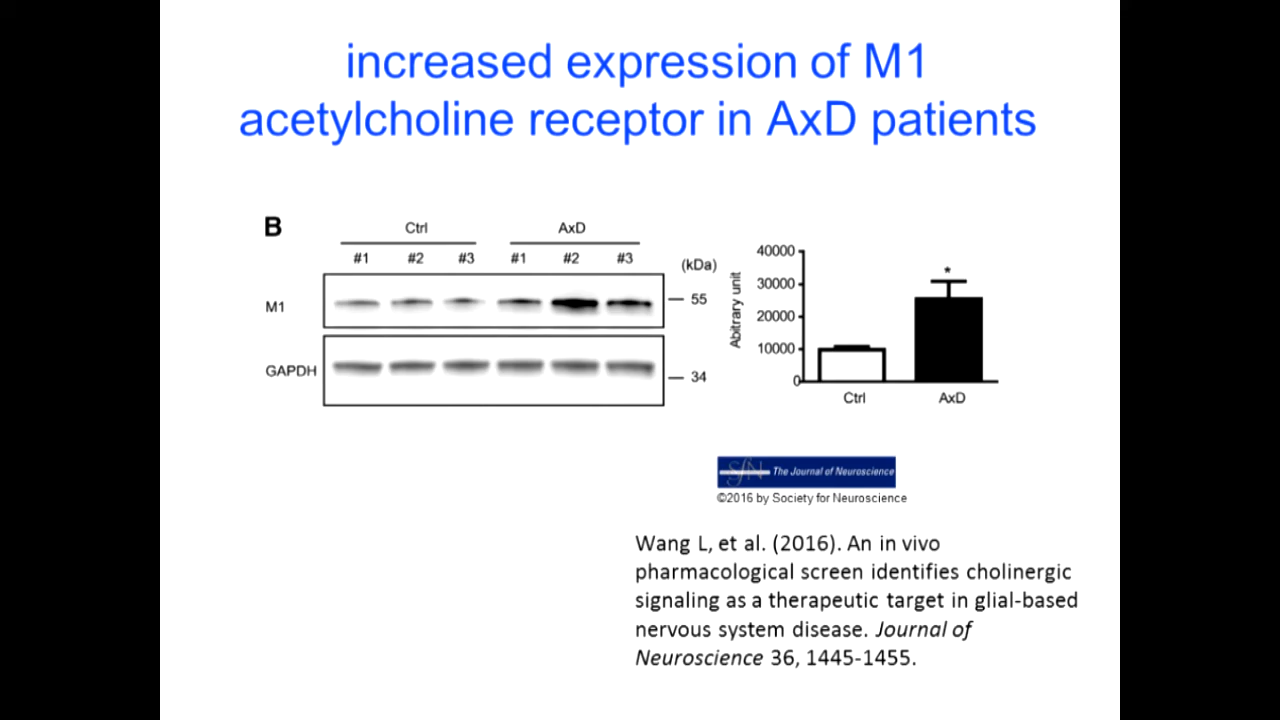 increased expression of M1
acetylcholine receptor in AxD patients
B
Ctrl AxD
#1 #2 #3 #1 #2 #3
(kDa)
M1
55
GAPDH
34
Abitrary unit
40000
30000
20000
10000
0
*
Ctrl AxD
SfN The Journal of Neuroscience
©2016 by Society for Neuroscience
Wang L, et al. (2016). An in vivo
pharmacological screen identifies cholinergic
signaling as a therapeutic target in glial-based
nervous system disease. Journal of
Neuroscience 36, 1445-1455.